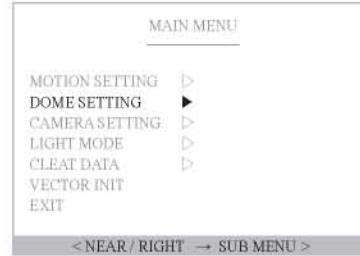 MAIN MENU
MOTION SETTING ▷
DOME SETTING ▶
CAMERA SETTING ▷
LIGHT MODE ▷
CLEAT DATA ▷
VECTOR INIT
EXIT
< NEAR / RIGHT → SUB MENU >